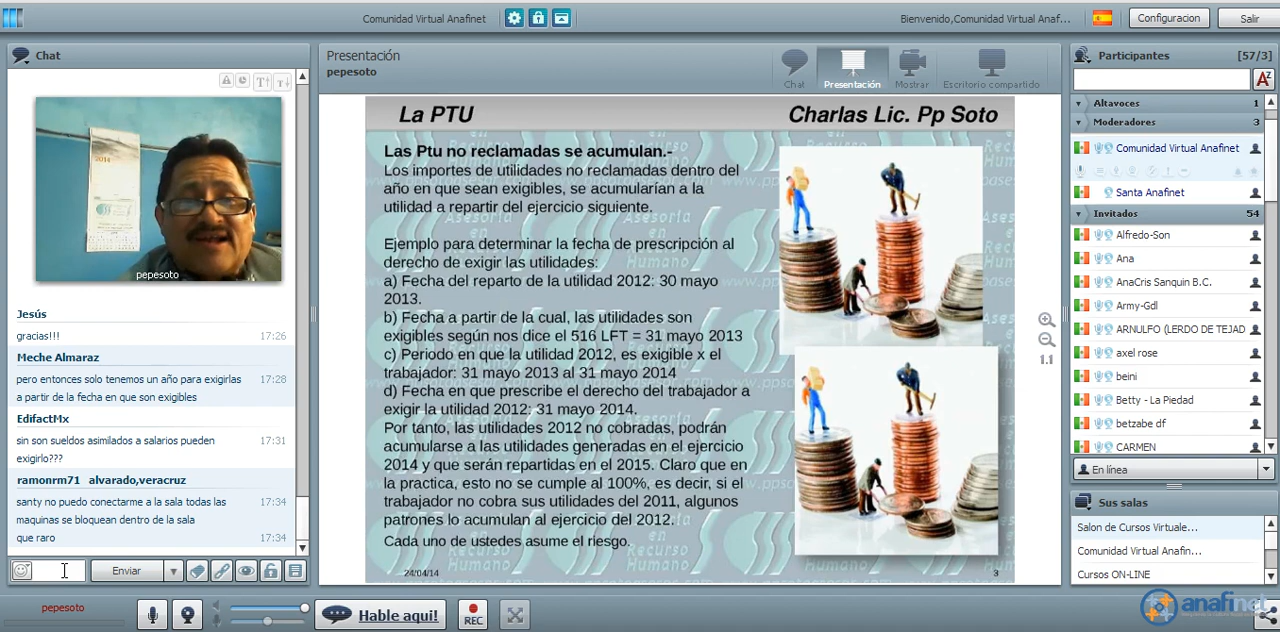 Comunidad Virtual Anafinet
Bienvenido,Comunidad Virtual Anaf...
Configuracion
Salir
Chat
pepesoto
Jesús
gracias!!!
17:26
Meche Almaraz
pero entonces solo tenemos un año para exigirlas
17:28
a partir de la fecha en que son exigibles
EdifactMx
sin son sueldos asimilados a salarios pueden
17:31
exigirlo???
ramonrm71 alvarado,veracruz
santy no puedo conectarme a la sala todas las
17:34
maquinas se bloquean dentro de la sala
que raro
17:34
Enviar
Presentación
pepesoto
Chat
Presentación
Mostrar
Escritorio compartido
La PTU
Charlas Lic. Pp Soto
Las Ptu no reclamadas se acumulan.-
Los importes de utilidades no reclamadas dentro del
año en que sean exigibles, se acumularían a la
utilidad a repartir del ejercicio siguiente.
Ejemplo para determinar la fecha de prescripción al
derecho de exigir las utilidades:
a) Fecha del reparto de la utilidad 2012: 30 mayo
2013.
b) Fecha a partir de la cual, las utilidades son
exigibles según nos dice el 516 LFT = 31 mayo 2013
c) Periodo en que la utilidad 2012, es exigible x el
trabajador: 31 mayo 2013 al 31 mayo 2014
d) Fecha en que prescribe el derecho del trabajador a
exigir la utilidad 2012: 31 mayo 2014.
Por tanto, las utilidades 2012 no cobradas, podrán
acumularse a las utilidades generadas en el ejercicio
2014 y que serán repartidas en el 2015. Claro que en
la practica, esto no se cumple al 100%, es decir, si el
trabajador no cobra sus utilidades del 2011, algunos
patrones lo acumulan al ejercicio del 2012.
Cada uno de ustedes asume el riesgo.
24/04/14
3
1.1
Participantes
[57/3]
Altavoces
1
Moderadores
3
Comunidad Virtual Anafinet
Santa Anafinet
Invitados
54
Alfredo-Son
Ana
AnaCris Sanquin B.C.
Army-Gdl
ARNULFO (LERDO DE TEJAD
axel rose
beini
Betty - La Piedad
betzabe df
CARMEN
En línea
Sus salas
Salon de Cursos Virtuale...
Comunidad Virtual Anafin...
Cursos ON-LINE
pepesoto
Hable aqui!
REC
anafinet